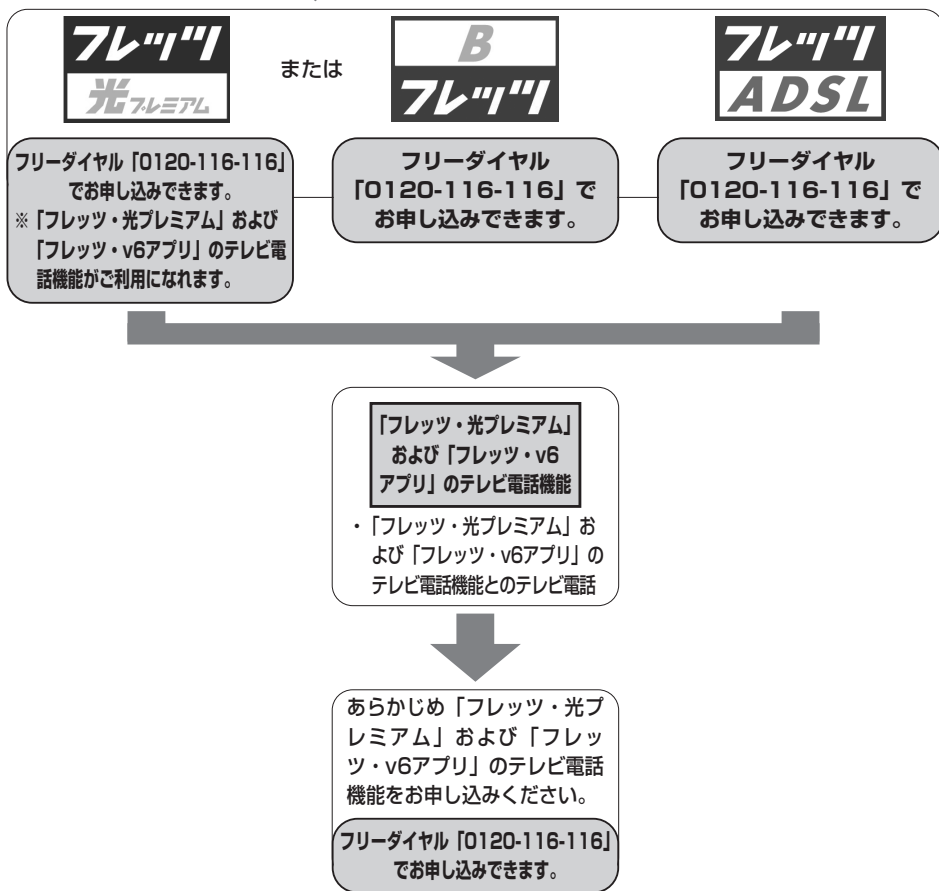 フレッツ
光プレミアム
または
B
フレッツ
フレッツ
ADSL
フリーダイヤル「0120-116-116」
でお申し込みできます。
※「フレッツ・光プレミアム」および
「フレッツ・v6アプリ」のテレビ電
話機能がご利用になれます。
フリーダイヤル
「0120-116-116」で
お申し込みできます。
フリーダイヤル
「0120-116-116」で
お申し込みできます。
「フレッツ・光プレミアム」
および「フレッツ・v6
アプリ」のテレビ電話機能
・「フレッツ・光プレミアム」お
よび「フレッツ・v6アプリ」の
テレビ電話機能とのテレビ電話
あらかじめ「フレッツ・光プ
レミアム」および「フレッ
ツ・v6アプリ」のテレビ電話
機能をお申し込みください。
フリーダイヤル「0120-116-116」
でお申し込みできます。